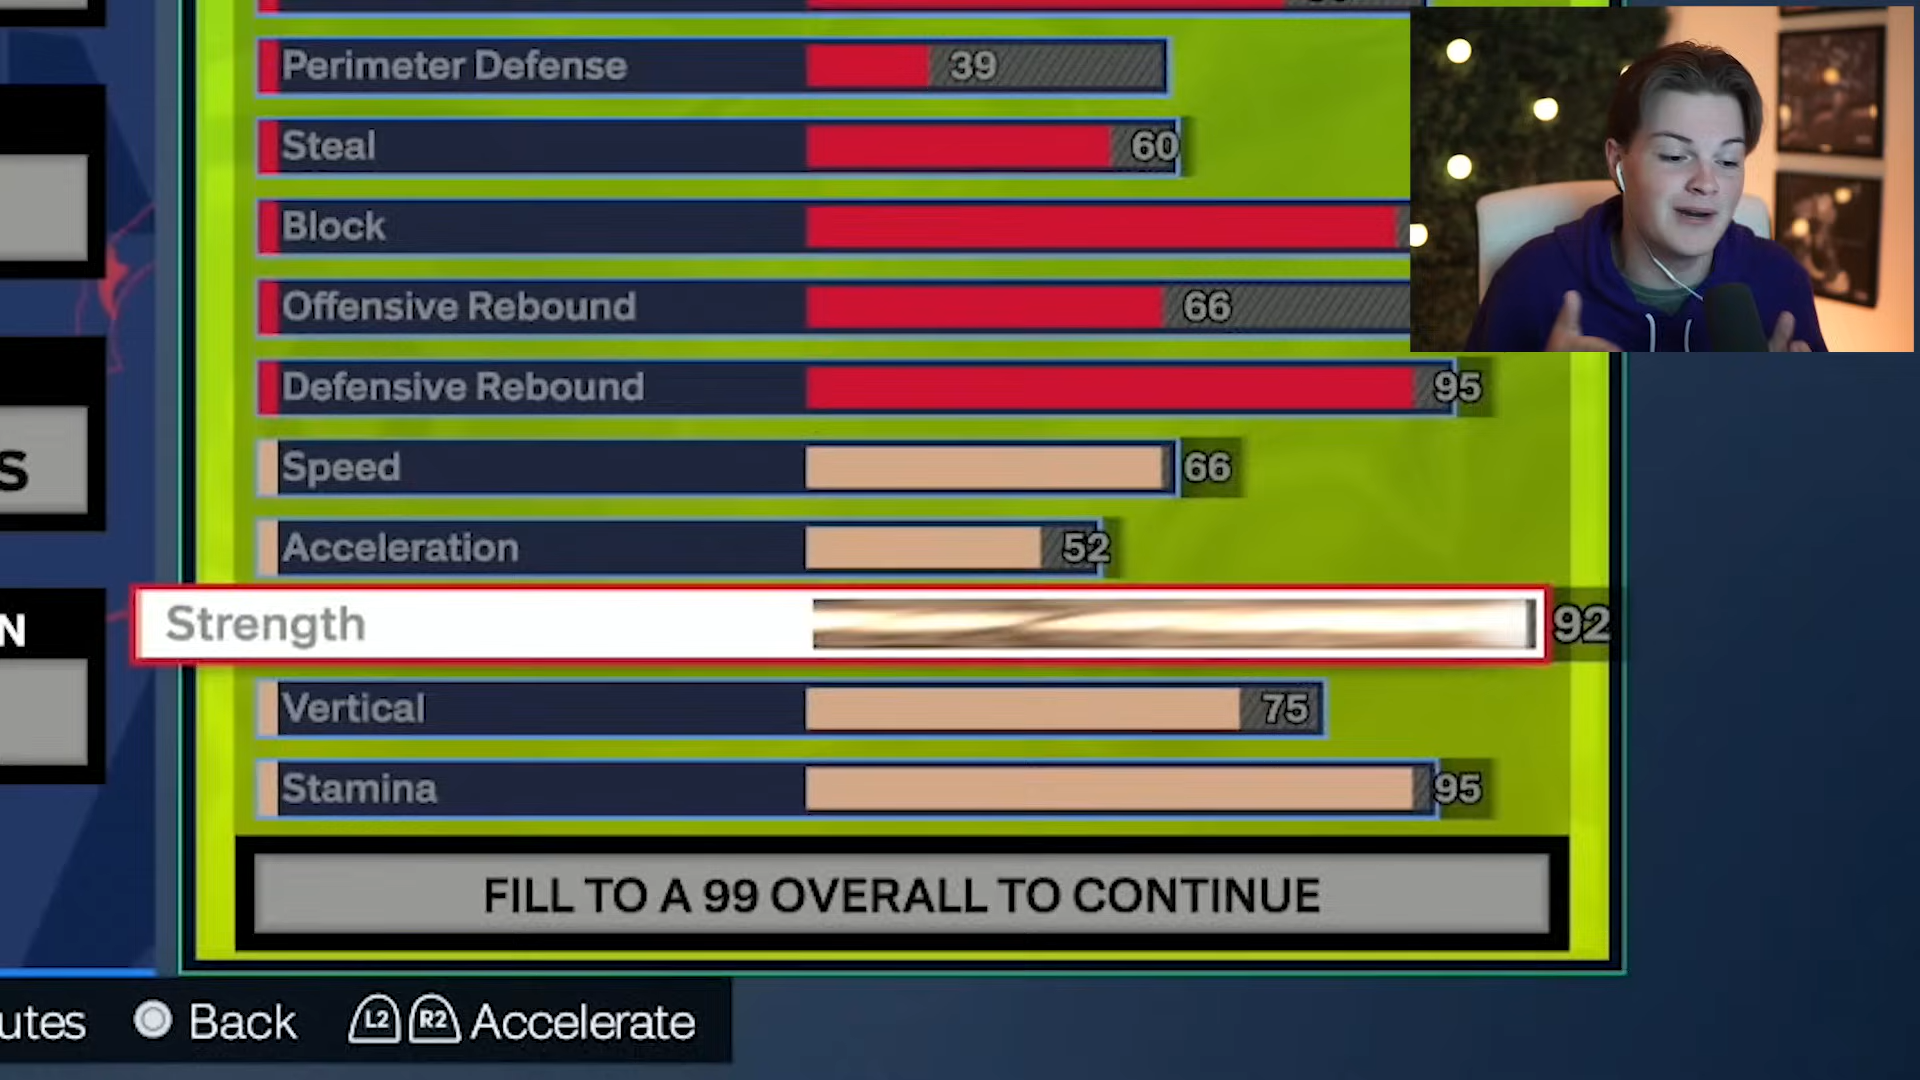 Perimeter Defense 39
Steal 60
Block
Offensive Rebound 66
Defensive Rebound 95
Speed 66
Acceleration 52
Strength 92
Vertical 75
Stamina 95
S
N
FILL TO A 99 OVERALL TO CONTINUE
utes Back L2 R2 Accelerate